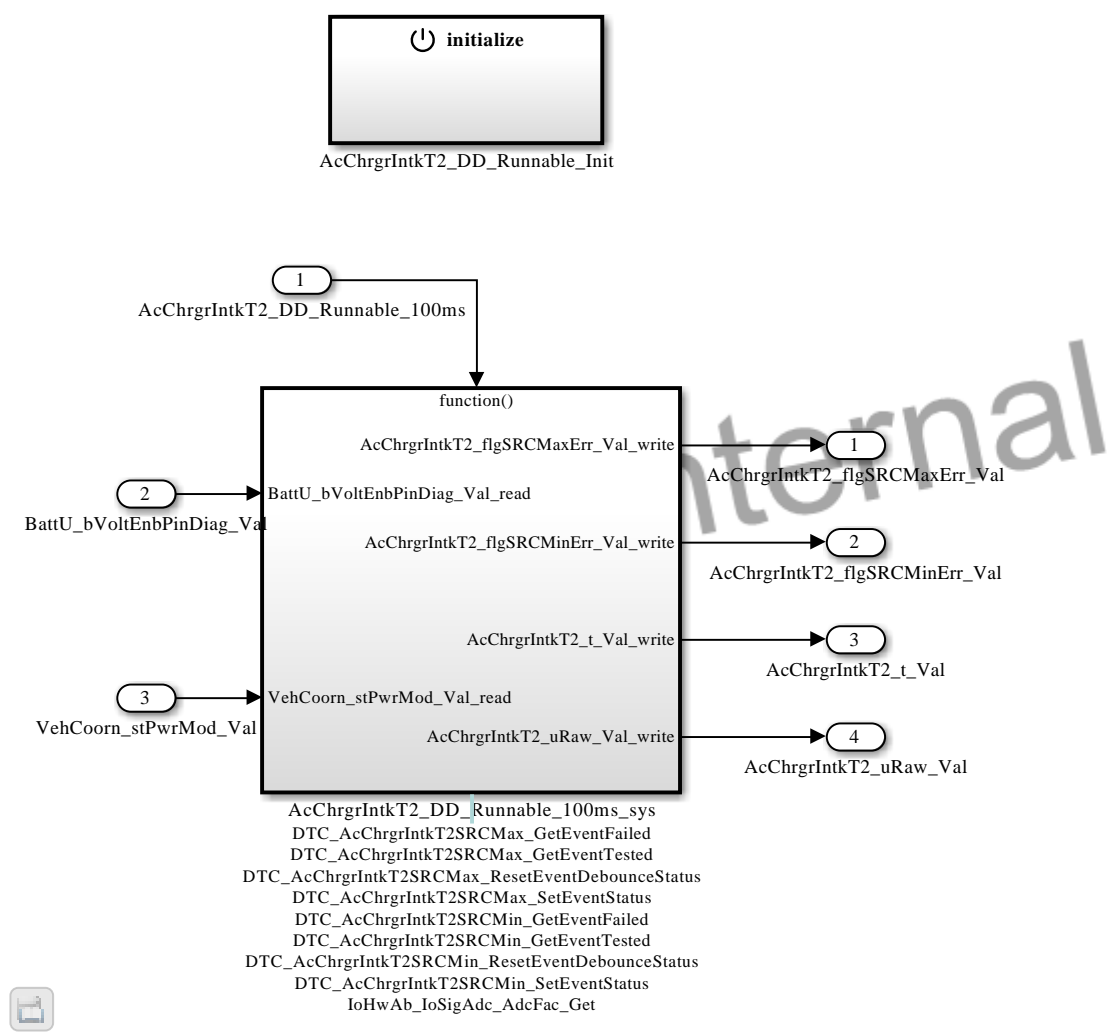 initialize
AcChrgrIntkT2_DD_Runnable_Init
1
AcChrgrIntkT2_DD_Runnable_100ms
function()
AcChrgrIntkT2_flgSRCMaxErr_Val_write
1
AcChrgrIntkT2_flgSRCMaxErr_Val
2
BattU_bVoltEnbPinDiag_Val_read
BattU_bVoltEnbPinDiag_Val
AcChrgrIntkT2_flgSRCMinErr_Val_write
2
AcChrgrIntkT2_flgSRCMinErr_Val
AcChrgrIntkT2_t_Val_write
3
AcChrgrIntkT2_t_Val
3
VehCoorn_stPwrMod_Val_read
VehCoorn_stPwrMod_Val
AcChrgrIntkT2_uRaw_Val_write
4
AcChrgrIntkT2_uRaw_Val
AcChrgrIntkT2_DD_Runnable_100ms_sys
DTC_AcChrgrIntkT2SRCMax_GetEventFailed
DTC_AcChrgrIntkT2SRCMax_GetEventTested
DTC_AcChrgrIntkT2SRCMax_ResetEventDebounceStatus
DTC_AcChrgrIntkT2SRCMax_SetEventStatus
DTC_AcChrgrIntkT2SRCMin_GetEventFailed
DTC_AcChrgrIntkT2SRCMin_GetEventTested
DTC_AcChrgrIntkT2SRCMin_ResetEventDebounceStatus
DTC_AcChrgrIntkT2SRCMin_SetEventStatus
IoHwAb_IoSigAdc_AdcFac_Get
nternal